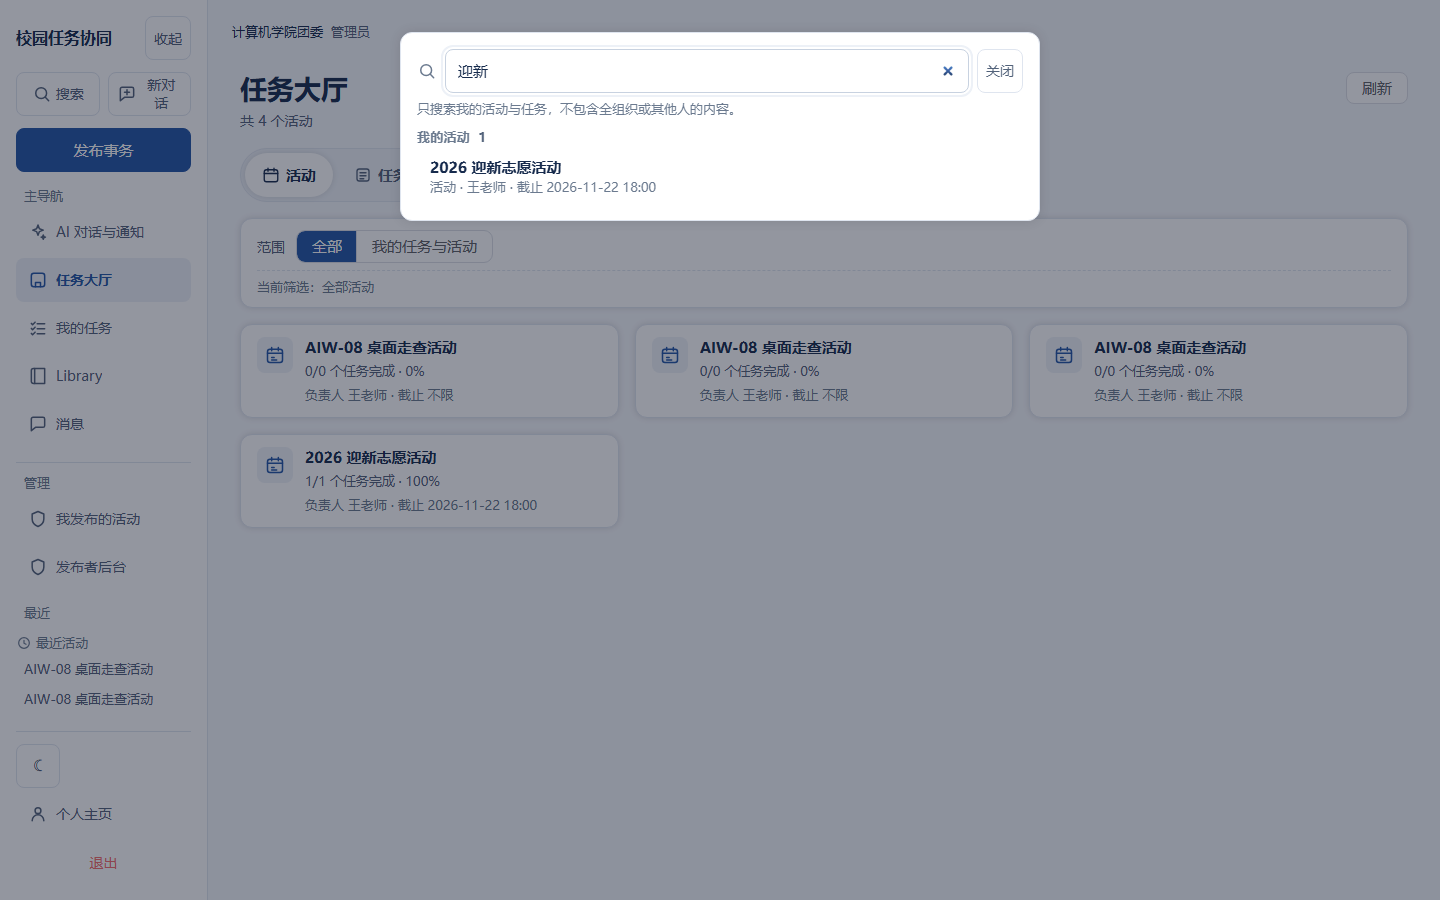 校园任务协同
收起
搜索
新对话
发布事务
主导航
AI 对话与通知
任务大厅
我的任务
Library
消息
管理
我发布的活动
发布者后台
最近
最近活动
AIW-08 桌面走查活动
AIW-08 桌面走查活动
个人主页
退出
计算机学院团委 管理员
任务大厅
共 4 个活动
刷新
活动
任务
迎新
关闭
只搜索我的活动与任务，不包含全组织或其他人的内容。
我的活动 1
2026 迎新志愿活动
活动 · 王老师 · 截止 2026-11-22 18:00
范围
全部
我的任务与活动
当前筛选：全部活动
AIW-08 桌面走查活动
0/0 个任务完成 · 0%
负责人 王老师 · 截止 不限
AIW-08 桌面走查活动
0/0 个任务完成 · 0%
负责人 王老师 · 截止 不限
AIW-08 桌面走查活动
0/0 个任务完成 · 0%
负责人 王老师 · 截止 不限
2026 迎新志愿活动
1/1 个任务完成 · 100%
负责人 王老师 · 截止 2026-11-22 18:00